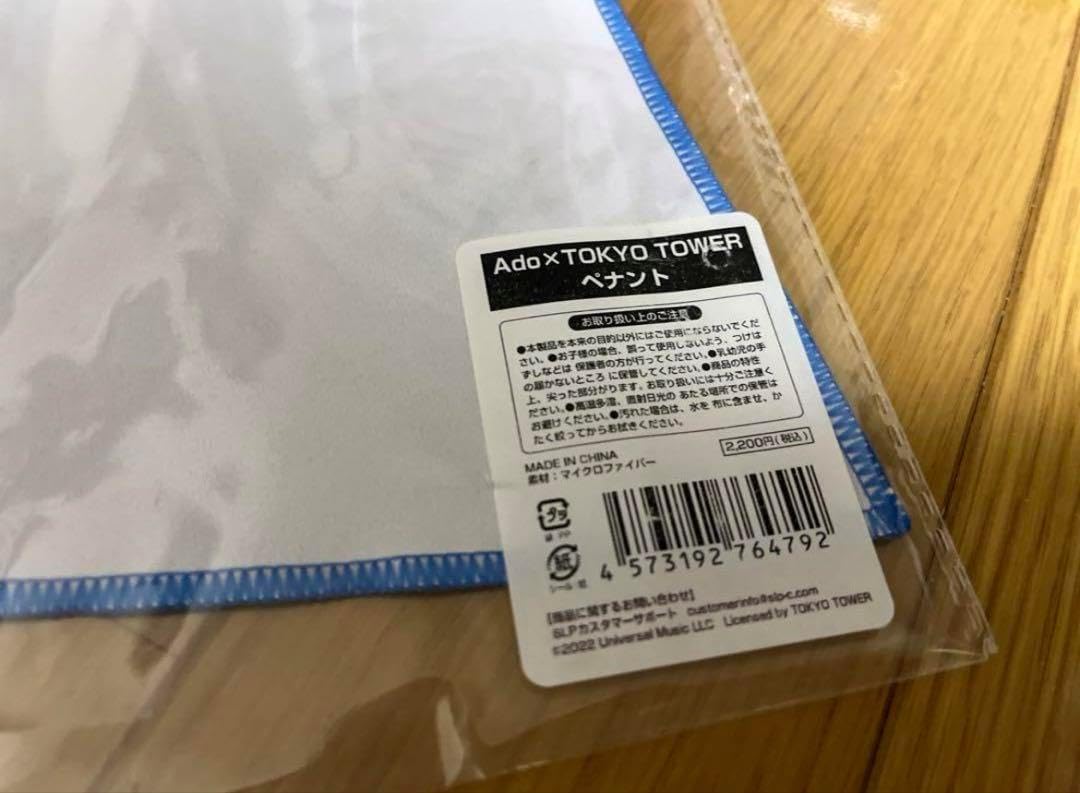 Ado×TOKYO TOWER
ペナント
お取り扱い上のご注意
●本製品を本来の目的以外にはご使用にならないでくだ
さい。●お子様の場合、誤って使用しないよう、つけは
ずしなどは 保護者の方が行ってください。●乳幼児の手
の届かないところ に保管してください。●商品の特性
上、尖った部分がります。お取り扱いには十分ご注意く
ださい。●高温多湿、直射日光の あたる場所での保管は
お避けください。●汚れた場合は、水を 布に含ませ、か
たく絞ってからお拭きください。
2,200円(税込)
MADE IN CHINA
素材：マイクロファイバー
プラ
袋 PP
紙
シール 他
4 573192 764792
[商品に関するお問い合わせ]
SLPカスタマーサポート customerinfo@slp-c.com
©2022 Universal Music LLC Licensed by TOKYO TOWER